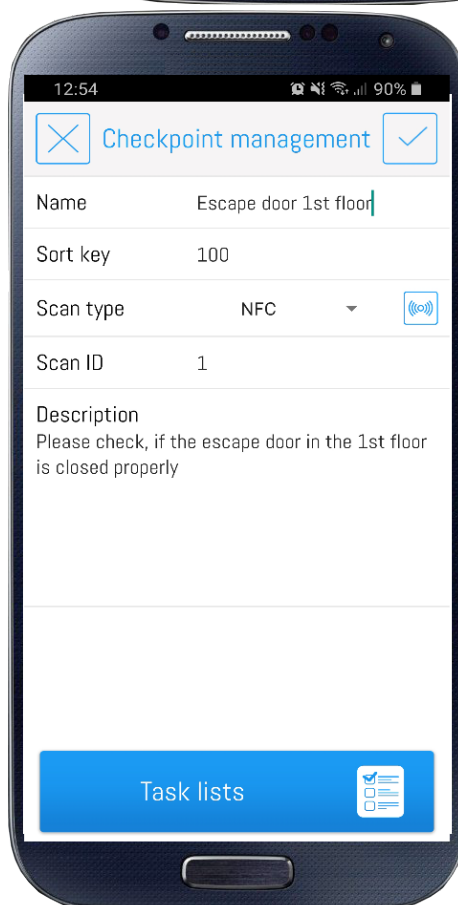 12:54 90%
Checkpoint management
Name Escape door 1st floor
Sort key 100
Scan type NFC
Scan ID 1
Description
Please check, if the escape door in the 1st floor
is closed properly
Task lists